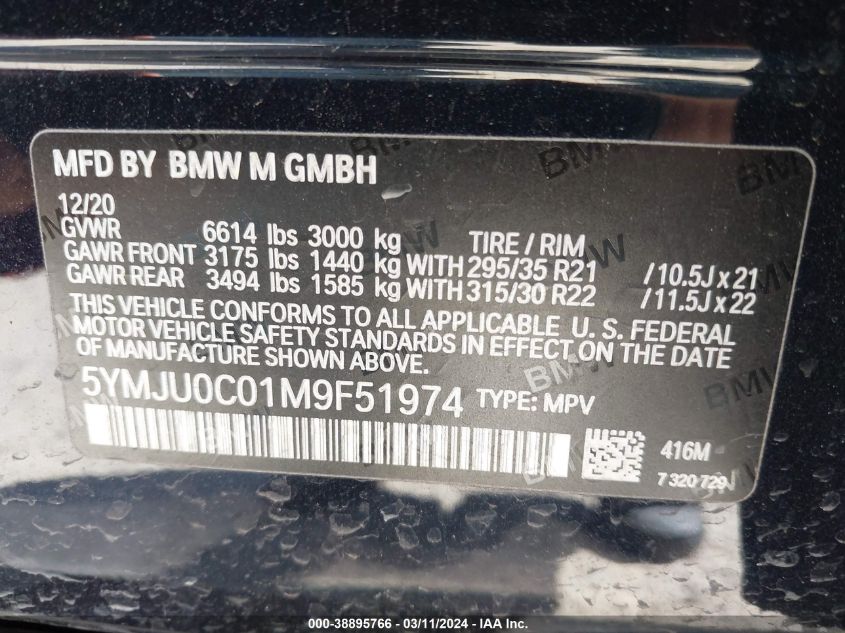 MFD BY BMW M GMBH
12/20
GVWR 6614 lbs 3000 kg TIRE / RIM
GAWR FRONT 3175 lbs 1440 kg WITH 295/35 R21 /10.5J x 21
GAWR REAR 3494 lbs 1585 kg WITH 315/30 R22 /11.5J x 22
THIS VEHICLE CONFORMS TO ALL APPLICABLE U. S. FEDERAL
MOTOR VEHICLE SAFETY STANDARDS IN EFFECT ON THE DATE
OF MANUFACTURE SHOWN ABOVE.
5YMJU0C01M9F51974 TYPE: MPV
416M
7 320 729
000-38895766 - 03/11/2024 - IAA Inc.